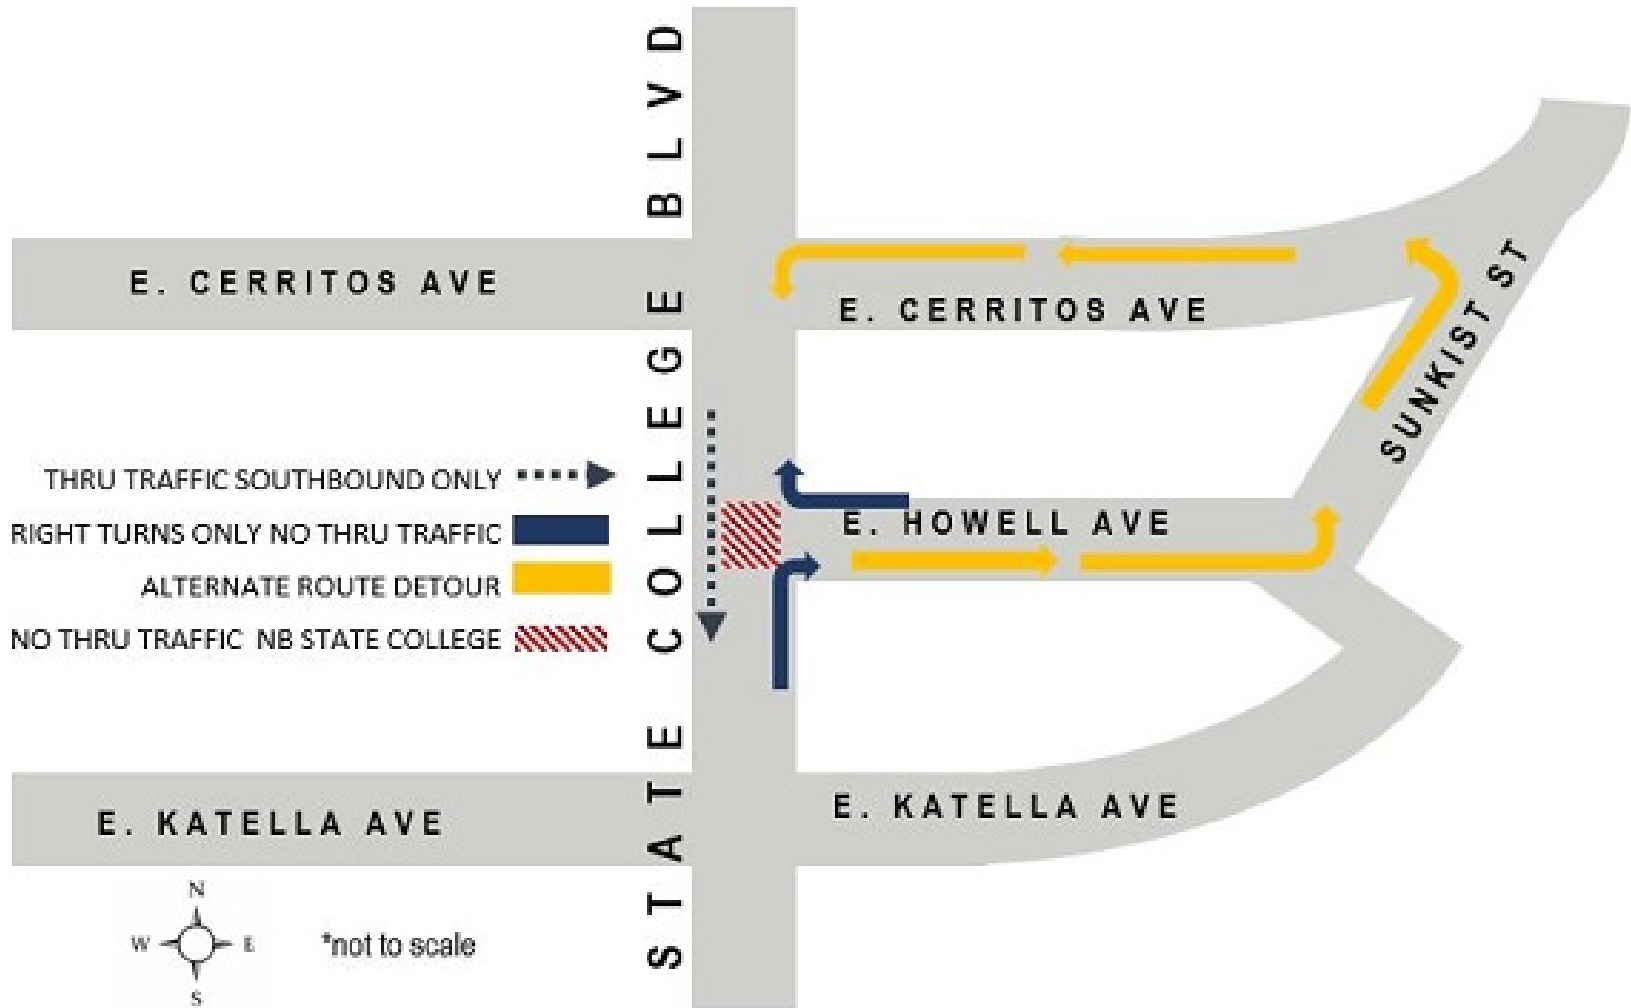 STATE COLLEGE BLVD
E. CERRITOS AVE
E. CERRITOS AVE
SUNKIST ST
THRU TRAFFIC SOUTHBOUND ONLY
RIGHT TURNS ONLY NO THRU TRAFFIC
ALTERNATE ROUTE DETOUR
NO THRU TRAFFIC NB STATE COLLEGE
E. HOWELL AVE
E. KATELLA AVE
E. KATELLA AVE
N
W E
S
*not to scale